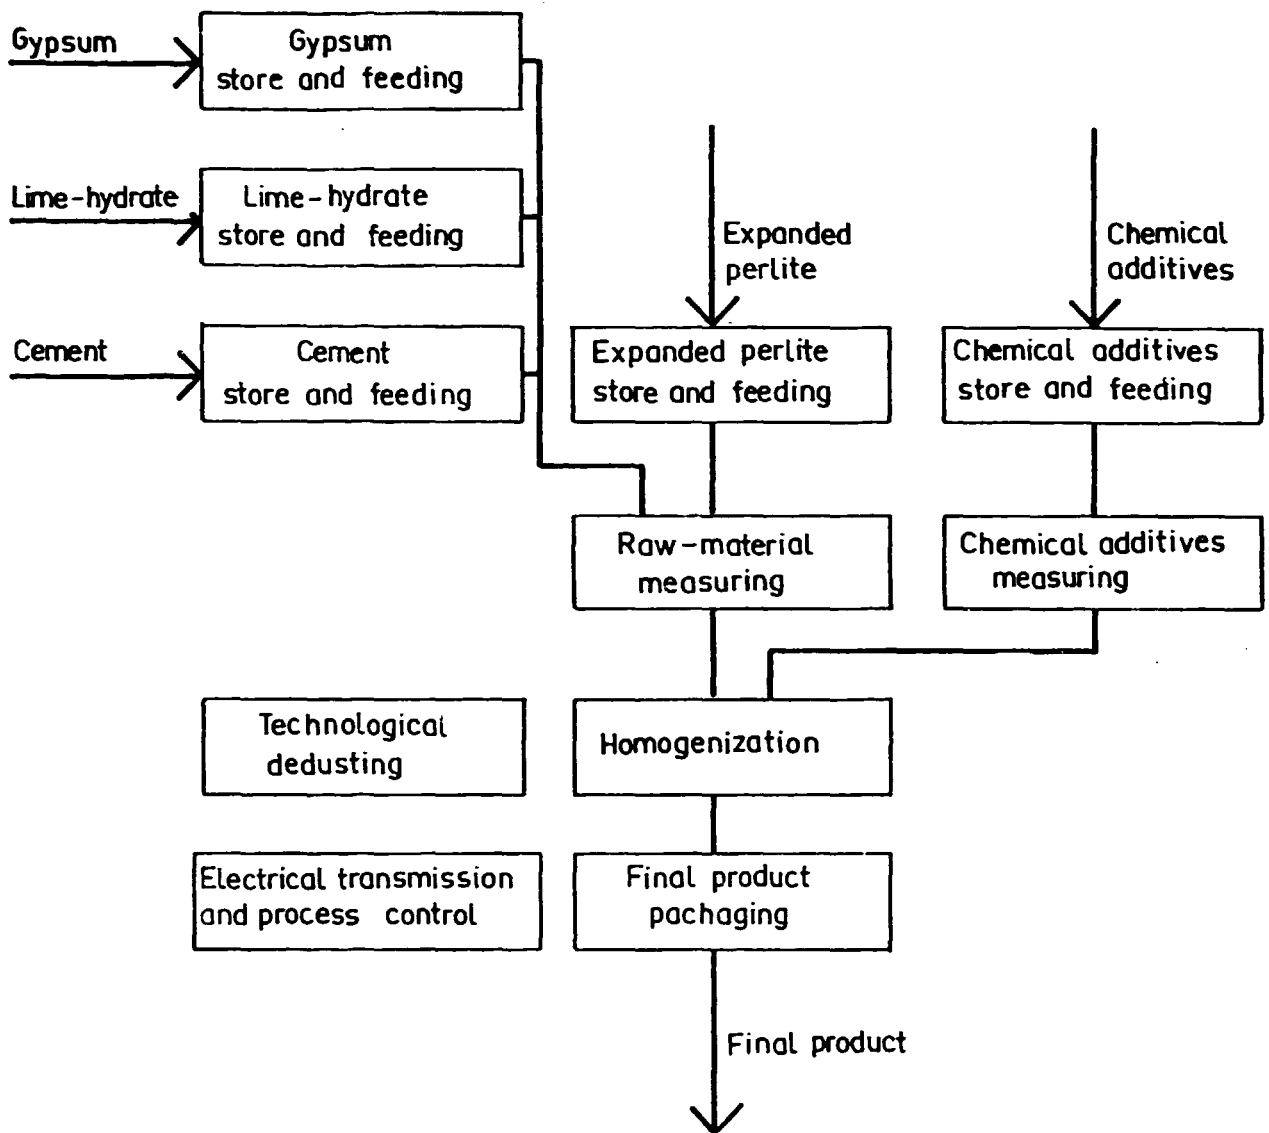 Gypsum
Gypsum
store and feeding
Lime-hydrate
Lime-hydrate
store and feeding
Expanded
perlite
Chemical
additives
Cement
Cement
store and feeding
Expanded perlite
store and feeding
Chemical additives
store and feeding
Raw-material
measuring
Chemical additives
measuring
Technological
dedusting
Homogenization
Electrical transmission
and process control
Final product
pachaging
Final product